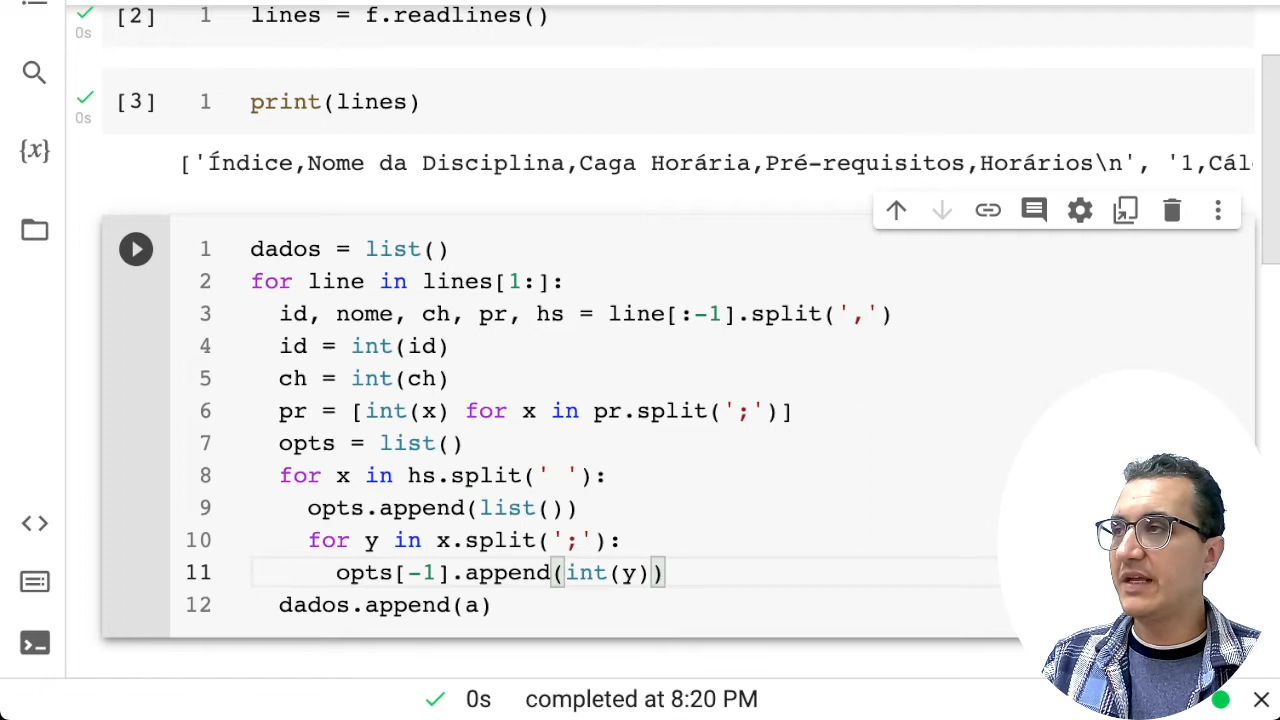 [2] 1 lines = f.readlines()
0s
[3] 1 print(lines)
0s
['Índice,Nome da Disciplina,Caga Horária,Pré-requisitos,Horários\n', '1,Cál
{x}
1 dados = list()
2 for line in lines[1:]:
3 id, nome, ch, pr, hs = line[:-1].split(',')
4 id = int(id)
5 ch = int(ch)
6 pr = [int(x) for x in pr.split(';')]
7 opts = list()
8 for x in hs.split(' '):
9 opts.append(list())
10 for y in x.split(';'):
11 opts[-1].append(int(y))
12 dados.append(a)
0s completed at 8:20 PM